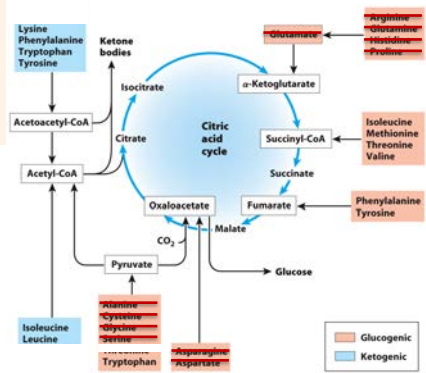 Lysine
Phenylalanine
Tryptophan
Tyrosine
Ketone
bodies
Glutamate
Arginine
Glutamine
Histidine
Proline
Isocitrate
α-Ketoglutarate
Acetoacetyl-CoA
Citrate
Citric
acid
cycle
Succinyl-CoA
Isoleucine
Methionine
Threonine
Valine
Acetyl-CoA
Succinate
Oxaloacetate
Fumarate
Phenylalanine
Tyrosine
Malate
CO₂
Pyruvate
Glucose
Isoleucine
Leucine
Alanine
Cysteine
Glycine
Serine
Threonine
Tryptophan
Asparagine
Aspartate
Glucogenic
Ketogenic